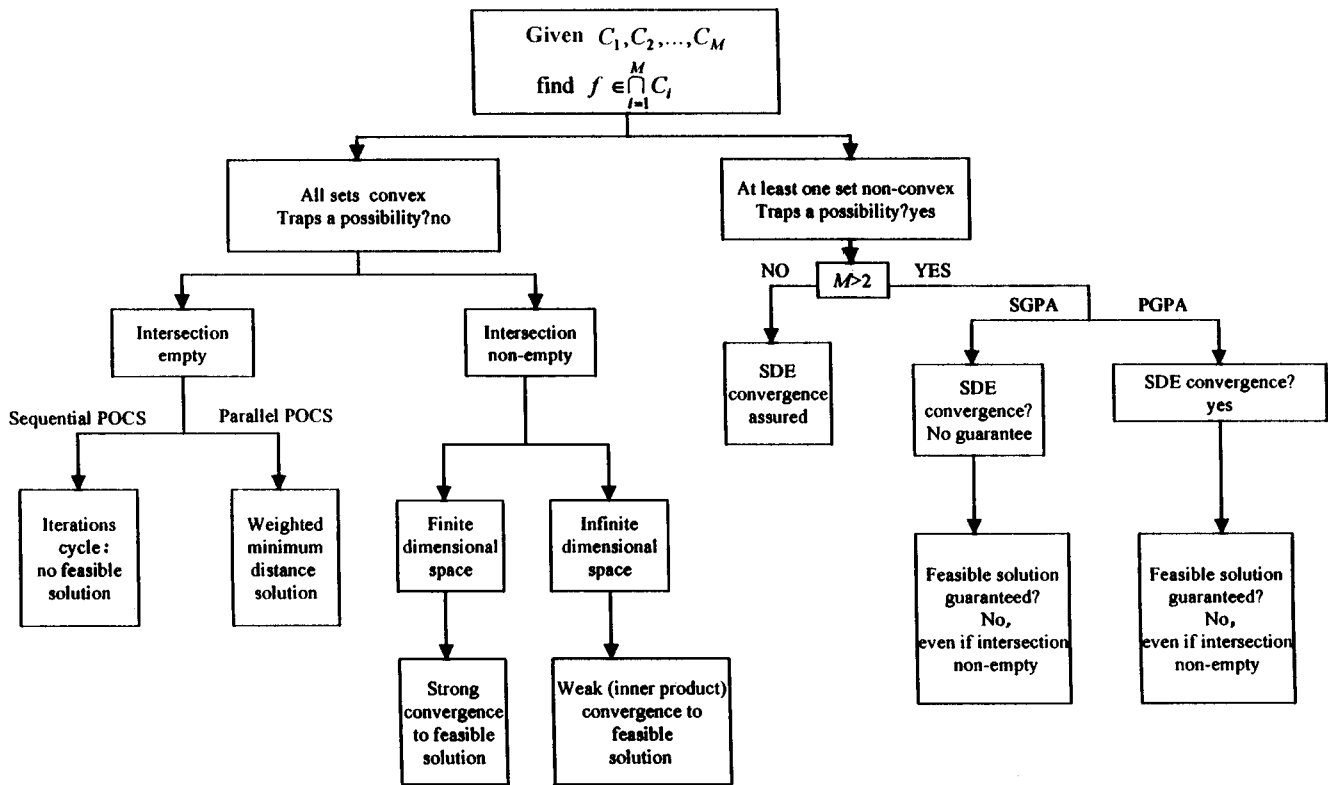 Given C₁,C₂,...,C_M
find f ∈ ⋂_{i=1}^{M} C_i
All sets convex
Traps a possibility?no
At least one set non-convex
Traps a possibility?yes
NO
M>2
YES
SGPA
PGPA
Intersection
empty
Intersection
non-empty
SDE
convergence
assured
SDE
convergence?
No guarantee
SDE convergence?
yes
Sequential POCS
Parallel POCS
Iterations
cycle :
no feasible
solution
Weighted
minimum
distance
solution
Finite
dimensional
space
Infinite
dimensional
space
Feasible solution
guaranteed?
No,
even if intersection
non-empty
Feasible solution
guaranteed?
No,
even if intersection
non-empty
Strong
convergence
to feasible
solution
Weak (inner product)
convergence to
feasible
solution